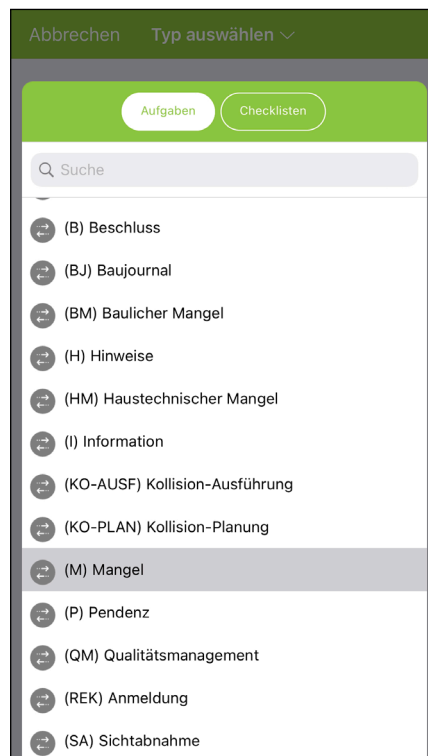 Abbrechen Typ auswählen
Aufgaben Checklisten
Suche
(B) Beschluss
(BJ) Baujournal
(BM) Baulicher Mangel
(H) Hinweise
(HM) Haustechnischer Mangel
(I) Information
(KO-AUSF) Kollision-Ausführung
(KO-PLAN) Kollision-Planung
(M) Mangel
(P) Pendenz
(QM) Qualitätsmanagement
(REK) Anmeldung
(SA) Sichtabnahme